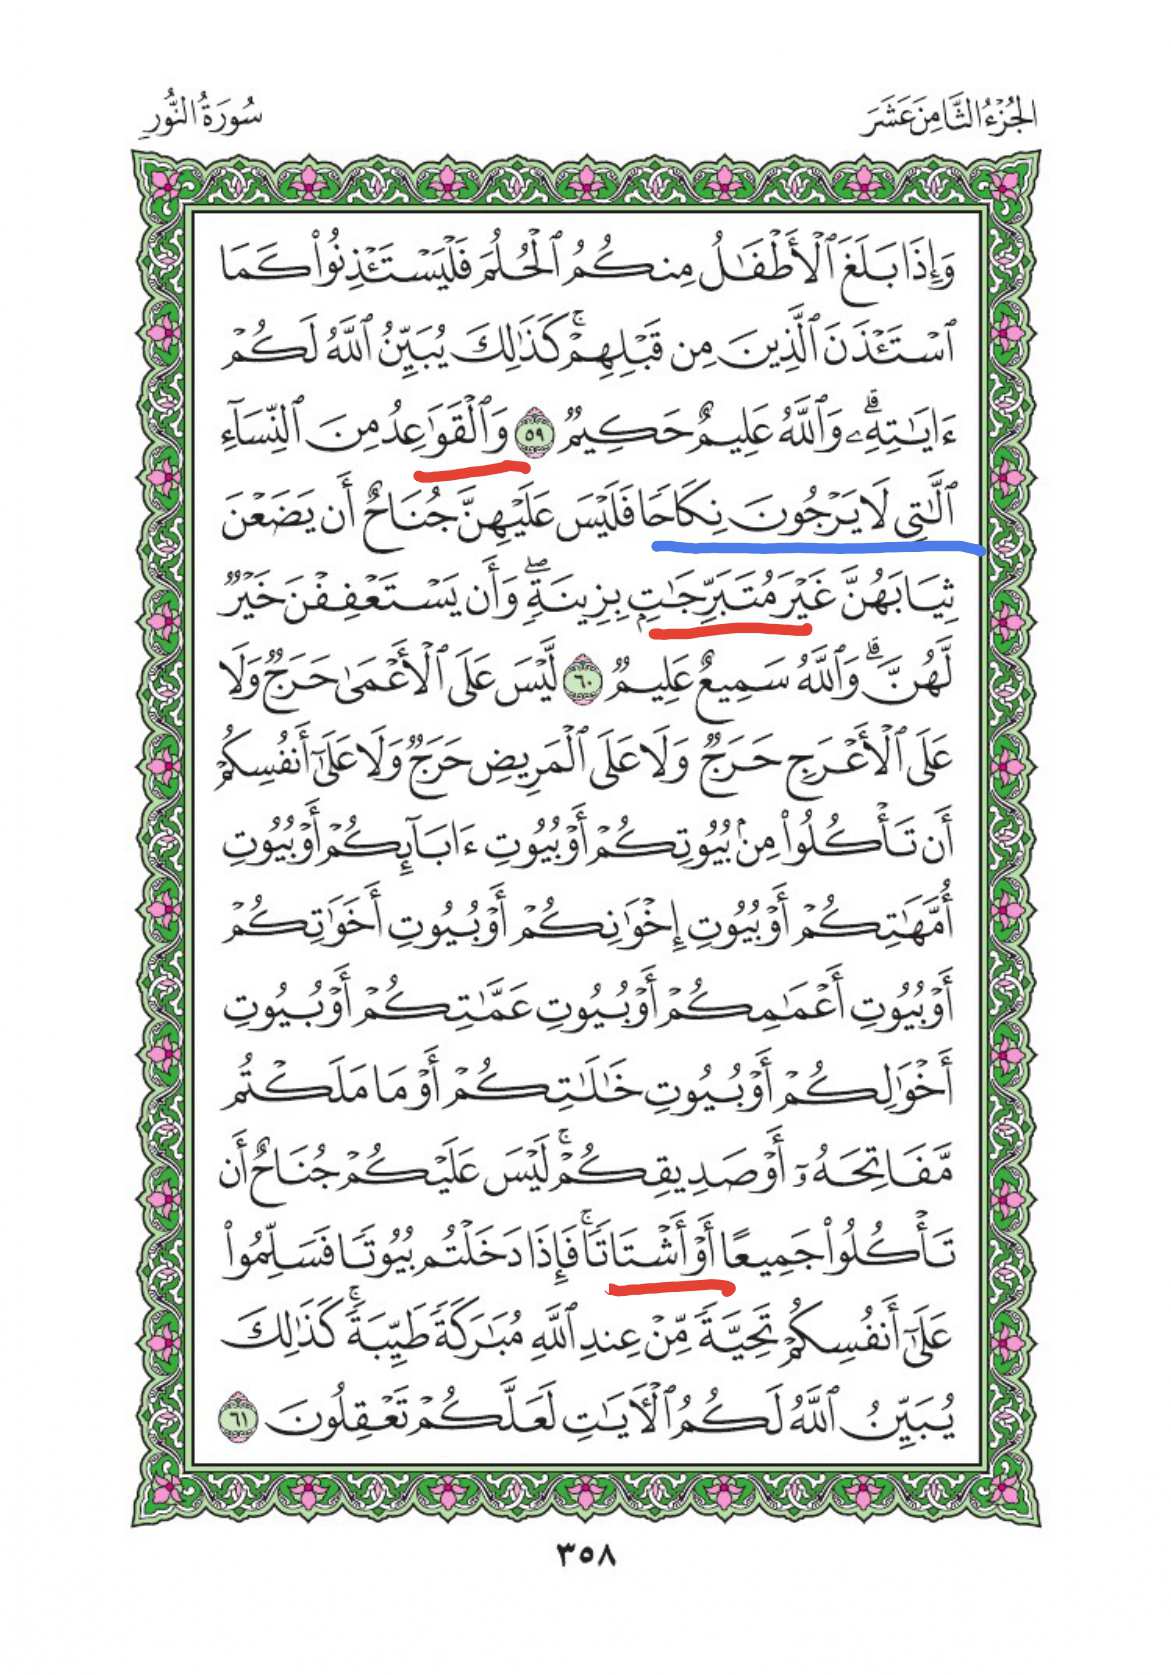 الجُزْءُ الثَّامِنَ عَشَرَ
سُورَةُ النُّورِ
وَإِذَا بَلَغَ ٱلْأَطْفَٰلُ مِنكُمُ ٱلْحُلُمَ فَلْيَسْتَـْٔذِنُوا۟ كَمَا
ٱسْتَـْٔذَنَ ٱلَّذِينَ مِن قَبْلِهِمْ ۚ كَذَٰلِكَ يُبَيِّنُ ٱللَّهُ لَكُمْ
ءَايَٰتِهِۦ ۗ وَٱللَّهُ عَلِيمٌ حَكِيمٌ ٥٩ وَٱلْقَوَٰعِدُ مِنَ ٱلنِّسَآءِ
ٱلَّٰتِى لَا يَرْجُونَ نِكَاحًا فَلَيْسَ عَلَيْهِنَّ جُنَاحٌ أَن يَضَعْنَ
ثِيَابَهُنَّ غَيْرَ مُتَبَرِّجَٰتٍۭ بِزِينَةٍ ۖ وَأَن يَسْتَعْفِفْنَ خَيْرٌ
لَّهُنَّ ۗ وَٱللَّهُ سَمِيعٌ عَلِيمٌ ٦٠ لَّيْسَ عَلَى ٱلْأَعْمَىٰ حَرَجٌ وَلَا
عَلَى ٱلْأَعْرَجِ حَرَجٌ وَلَا عَلَى ٱلْمَرِيضِ حَرَجٌ وَلَا عَلَىٰٓ أَنفُسِكُمْ
أَن تَأْكُلُوا۟ مِنۢ بُيُوتِكُمْ أَوْ بُيُوتِ ءَابَآئِكُمْ أَوْ بُيُوتِ
أُمَّهَٰتِكُمْ أَوْ بُيُوتِ إِخْوَٰنِكُمْ أَوْ بُيُوتِ أَخَوَٰتِكُمْ
أَوْ بُيُوتِ أَعْمَٰمِكُمْ أَوْ بُيُوتِ عَمَّٰتِكُمْ أَوْ بُيُوتِ
أَخْوَٰلِكُمْ أَوْ بُيُوتِ خَٰلَٰتِكُمْ أَوْ مَا مَلَكْتُم
مَّفَاتِحَهُۥٓ أَوْ صَدِيقِكُمْ ۚ لَيْسَ عَلَيْكُمْ جُنَاحٌ أَن
تَأْكُلُوا۟ جَمِيعًا أَوْ أَشْتَاتًا ۚ فَإِذَا دَخَلْتُم بُيُوتًا فَسَلِّمُوا۟
عَلَىٰٓ أَنفُسِكُمْ تَحِيَّةً مِّنْ عِندِ ٱللَّهِ مُبَٰرَكَةً طَيِّبَةً ۚ كَذَٰلِكَ
يُبَيِّنُ ٱللَّهُ لَكُمُ ٱلْءَايَٰتِ لَعَلَّكُمْ تَعْقِلُونَ ٦١
٣٥٨